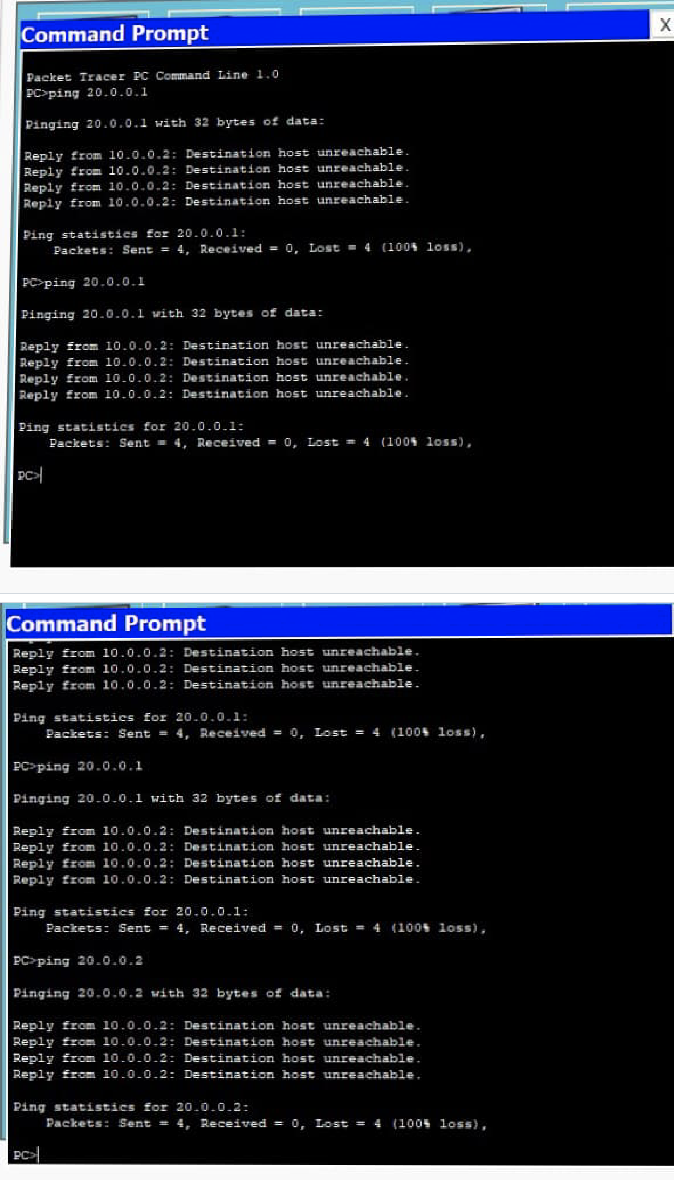 Command Prompt
X
Packet Tracer PC Command Line 1.0
PC>ping 20.0.0.1
Pinging 20.0.0.1 with 32 bytes of data:
Reply from 10.0.0.2: Destination host unreachable.
Reply from 10.0.0.2: Destination host unreachable.
Reply from 10.0.0.2: Destination host unreachable.
Reply from 10.0.0.2: Destination host unreachable.
Ping statistics for 20.0.0.1:
Packets: Sent = 4, Received = 0, Lost = 4 (100% loss),
PC>ping 20.0.0.1
Pinging 20.0.0.1 with 32 bytes of data:
Reply from 10.0.0.2: Destination host unreachable.
Reply from 10.0.0.2: Destination host unreachable.
Reply from 10.0.0.2: Destination host unreachable.
Reply from 10.0.0.2: Destination host unreachable.
Ping statistics for 20.0.0.1:
Packets: Sent = 4, Received = 0, Lost = 4 (100% loss),
PC>
Command Prompt
Reply from 10.0.0.2: Destination host unreachable.
Reply from 10.0.0.2: Destination host unreachable.
Reply from 10.0.0.2: Destination host unreachable.
Ping statistics for 20.0.0.1:
Packets: Sent = 4, Received = 0, Lost = 4 (100% loss),
PC>ping 20.0.0.1
Pinging 20.0.0.1 with 32 bytes of data:
Reply from 10.0.0.2: Destination host unreachable.
Reply from 10.0.0.2: Destination host unreachable.
Reply from 10.0.0.2: Destination host unreachable.
Reply from 10.0.0.2: Destination host unreachable.
Ping statistics for 20.0.0.1:
Packets: Sent = 4, Received = 0, Lost = 4 (100% loss),
PC>ping 20.0.0.2
Pinging 20.0.0.2 with 32 bytes of data:
Reply from 10.0.0.2: Destination host unreachable.
Reply from 10.0.0.2: Destination host unreachable.
Reply from 10.0.0.2: Destination host unreachable.
Reply from 10.0.0.2: Destination host unreachable.
Ping statistics for 20.0.0.2:
Packets: Sent = 4, Received = 0, Lost = 4 (100% loss),
PC>